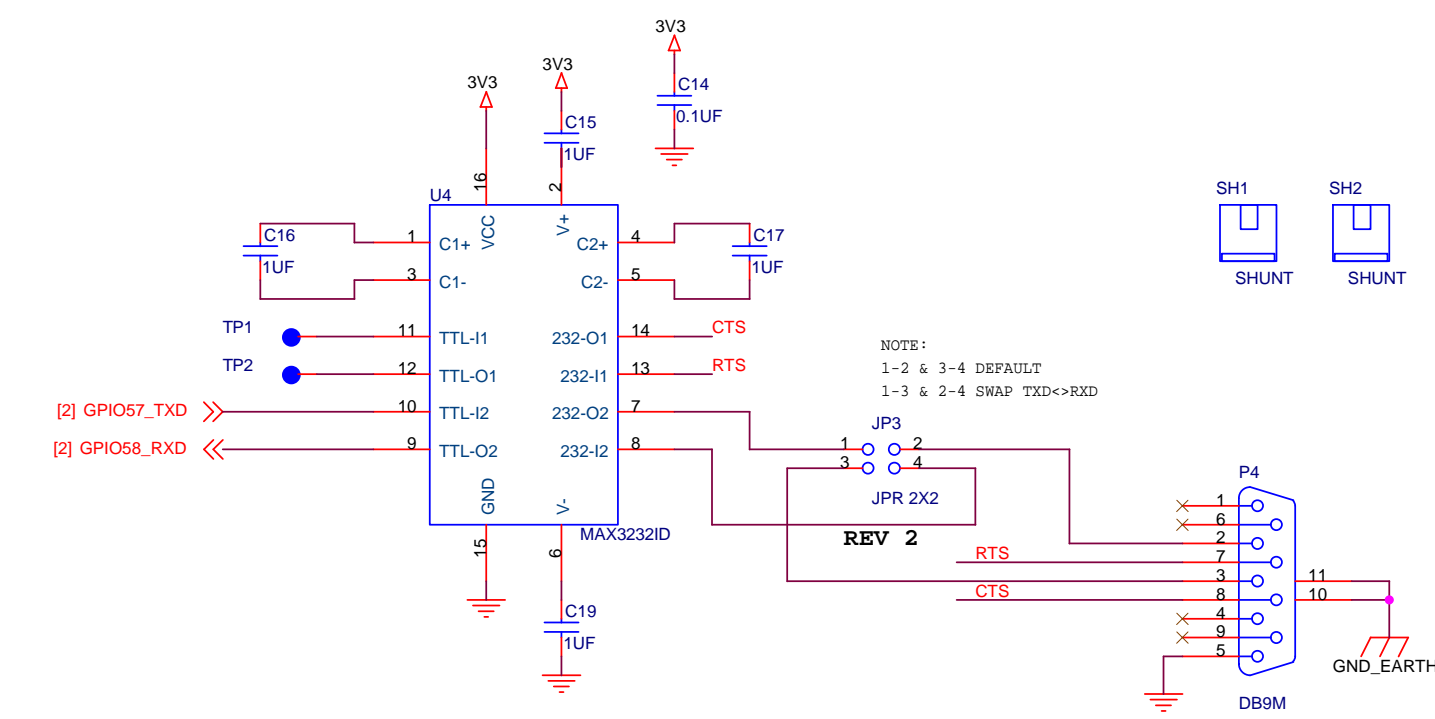 3V3
3V3
3V3
C14
0.1UF
C15
1UF
U4
16
2
VCC
V+
C16
1UF
1
C1+
3
C1-
C2+
4
C2-
5
C17
1UF
SH1
SHUNT
SH2
SHUNT
TP1
11
TTL-I1
232-O1
14
CTS
TP2
12
TTL-O1
232-I1
13
RTS
[2] GPIO57_TXD
10
TTL-I2
232-O2
7
[2] GPIO58_RXD
9
TTL-O2
232-I2
8
GND
V-
MAX3232ID
15
6
C19
1UF
NOTE:
1-2 & 3-4 DEFAULT
1-3 & 2-4 SWAP TXD<>RXD
JP3
1
2
3
4
JPR 2X2
REV 2
P4
1
6
2
RTS
7
3
CTS
8
4
9
5
11
10
GND_EARTH
DB9M